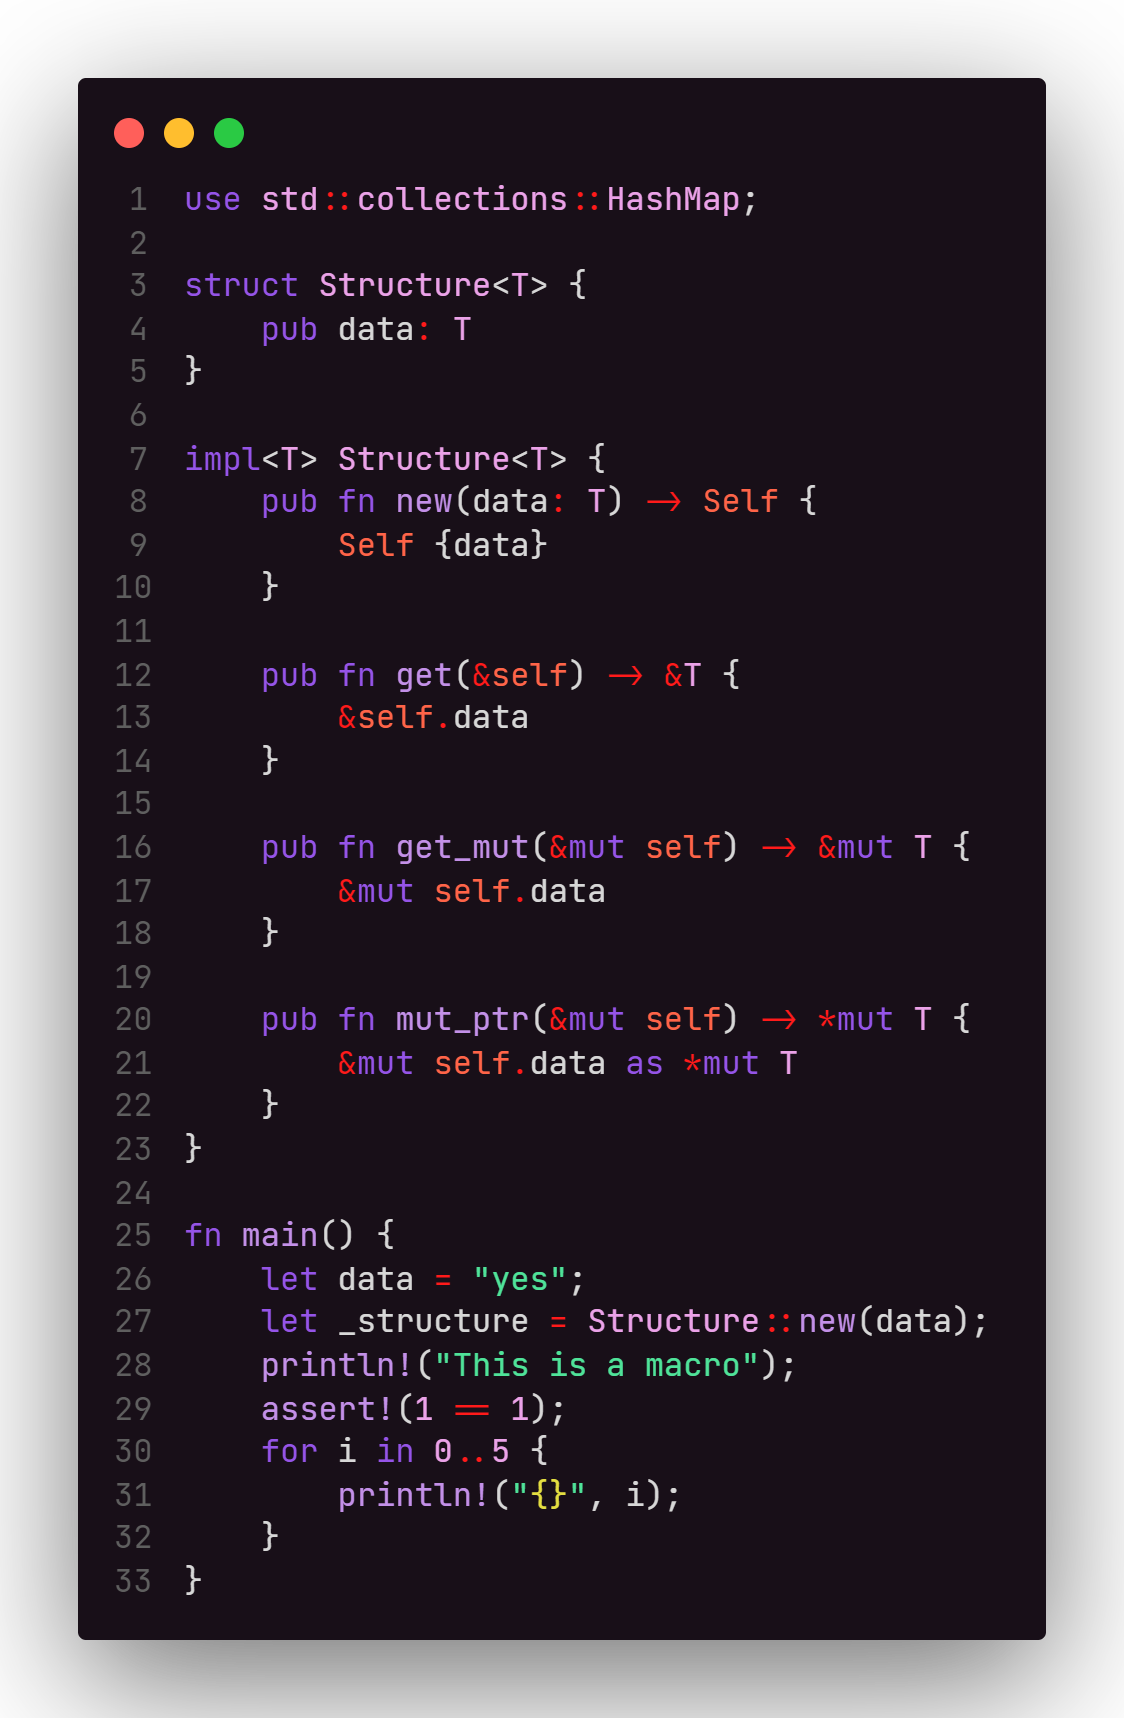 1 use std::collections::HashMap;
2
3 struct Structure<T> {
4     pub data: T
5 }
6
7 impl<T> Structure<T> {
8     pub fn new(data: T) -> Self {
9         Self {data}
10     }
11
12     pub fn get(&self) -> &T {
13         &self.data
14     }
15
16     pub fn get_mut(&mut self) -> &mut T {
17         &mut self.data
18     }
19
20     pub fn mut_ptr(&mut self) -> *mut T {
21         &mut self.data as *mut T
22     }
23 }
24
25 fn main() {
26     let data = "yes";
27     let _structure = Structure::new(data);
28     println!("This is a macro");
29     assert!(1 == 1);
30     for i in 0..5 {
31         println!("{}", i);
32     }
33 }